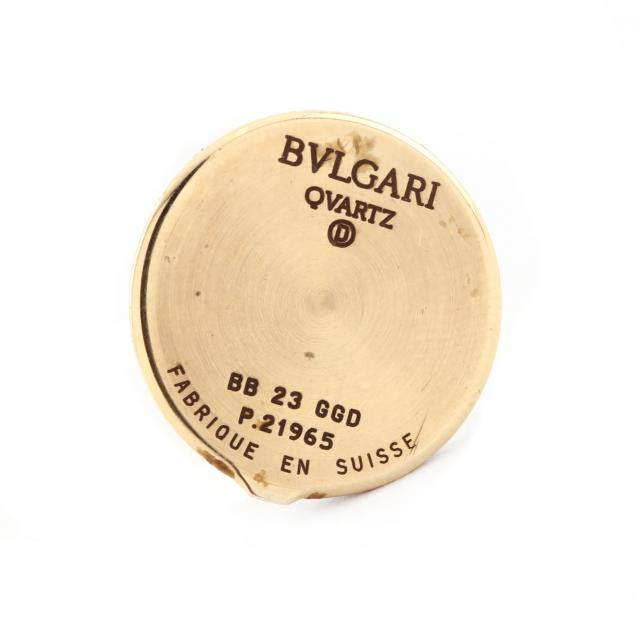 BVLGARI
QVARTZ
D
BB 23 GGD
P.21965
FABRIQUE EN SUISSE